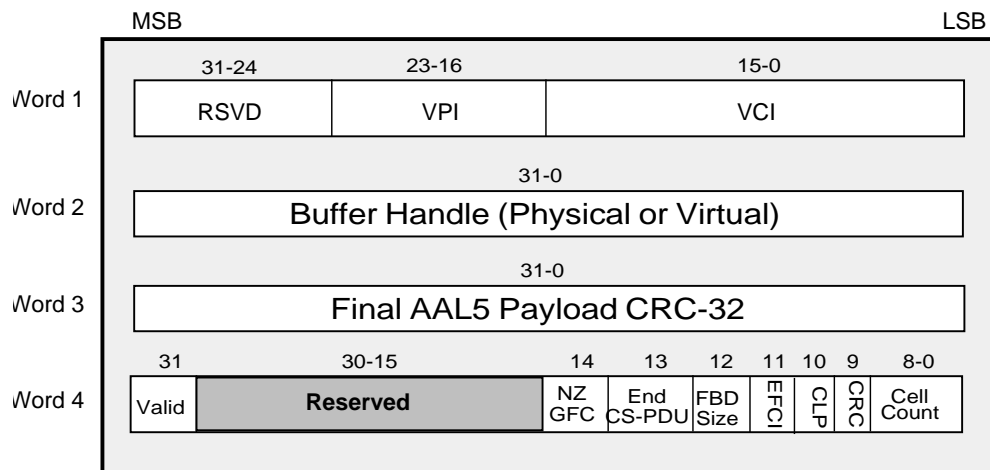 MSB LSB
31-24 23-16 15-0
Word 1 RSVD VPI VCI
31-0
Word 2 Buffer Handle (Physical or Virtual)
31-0
Word 3 Final AAL5 Payload CRC-32
31 30-15 14 13 12 11 10 9 8-0
Word 4 Valid Reserved NZ GFC End CS-PDU FBD Size EFCI CLP CRC Cell Count